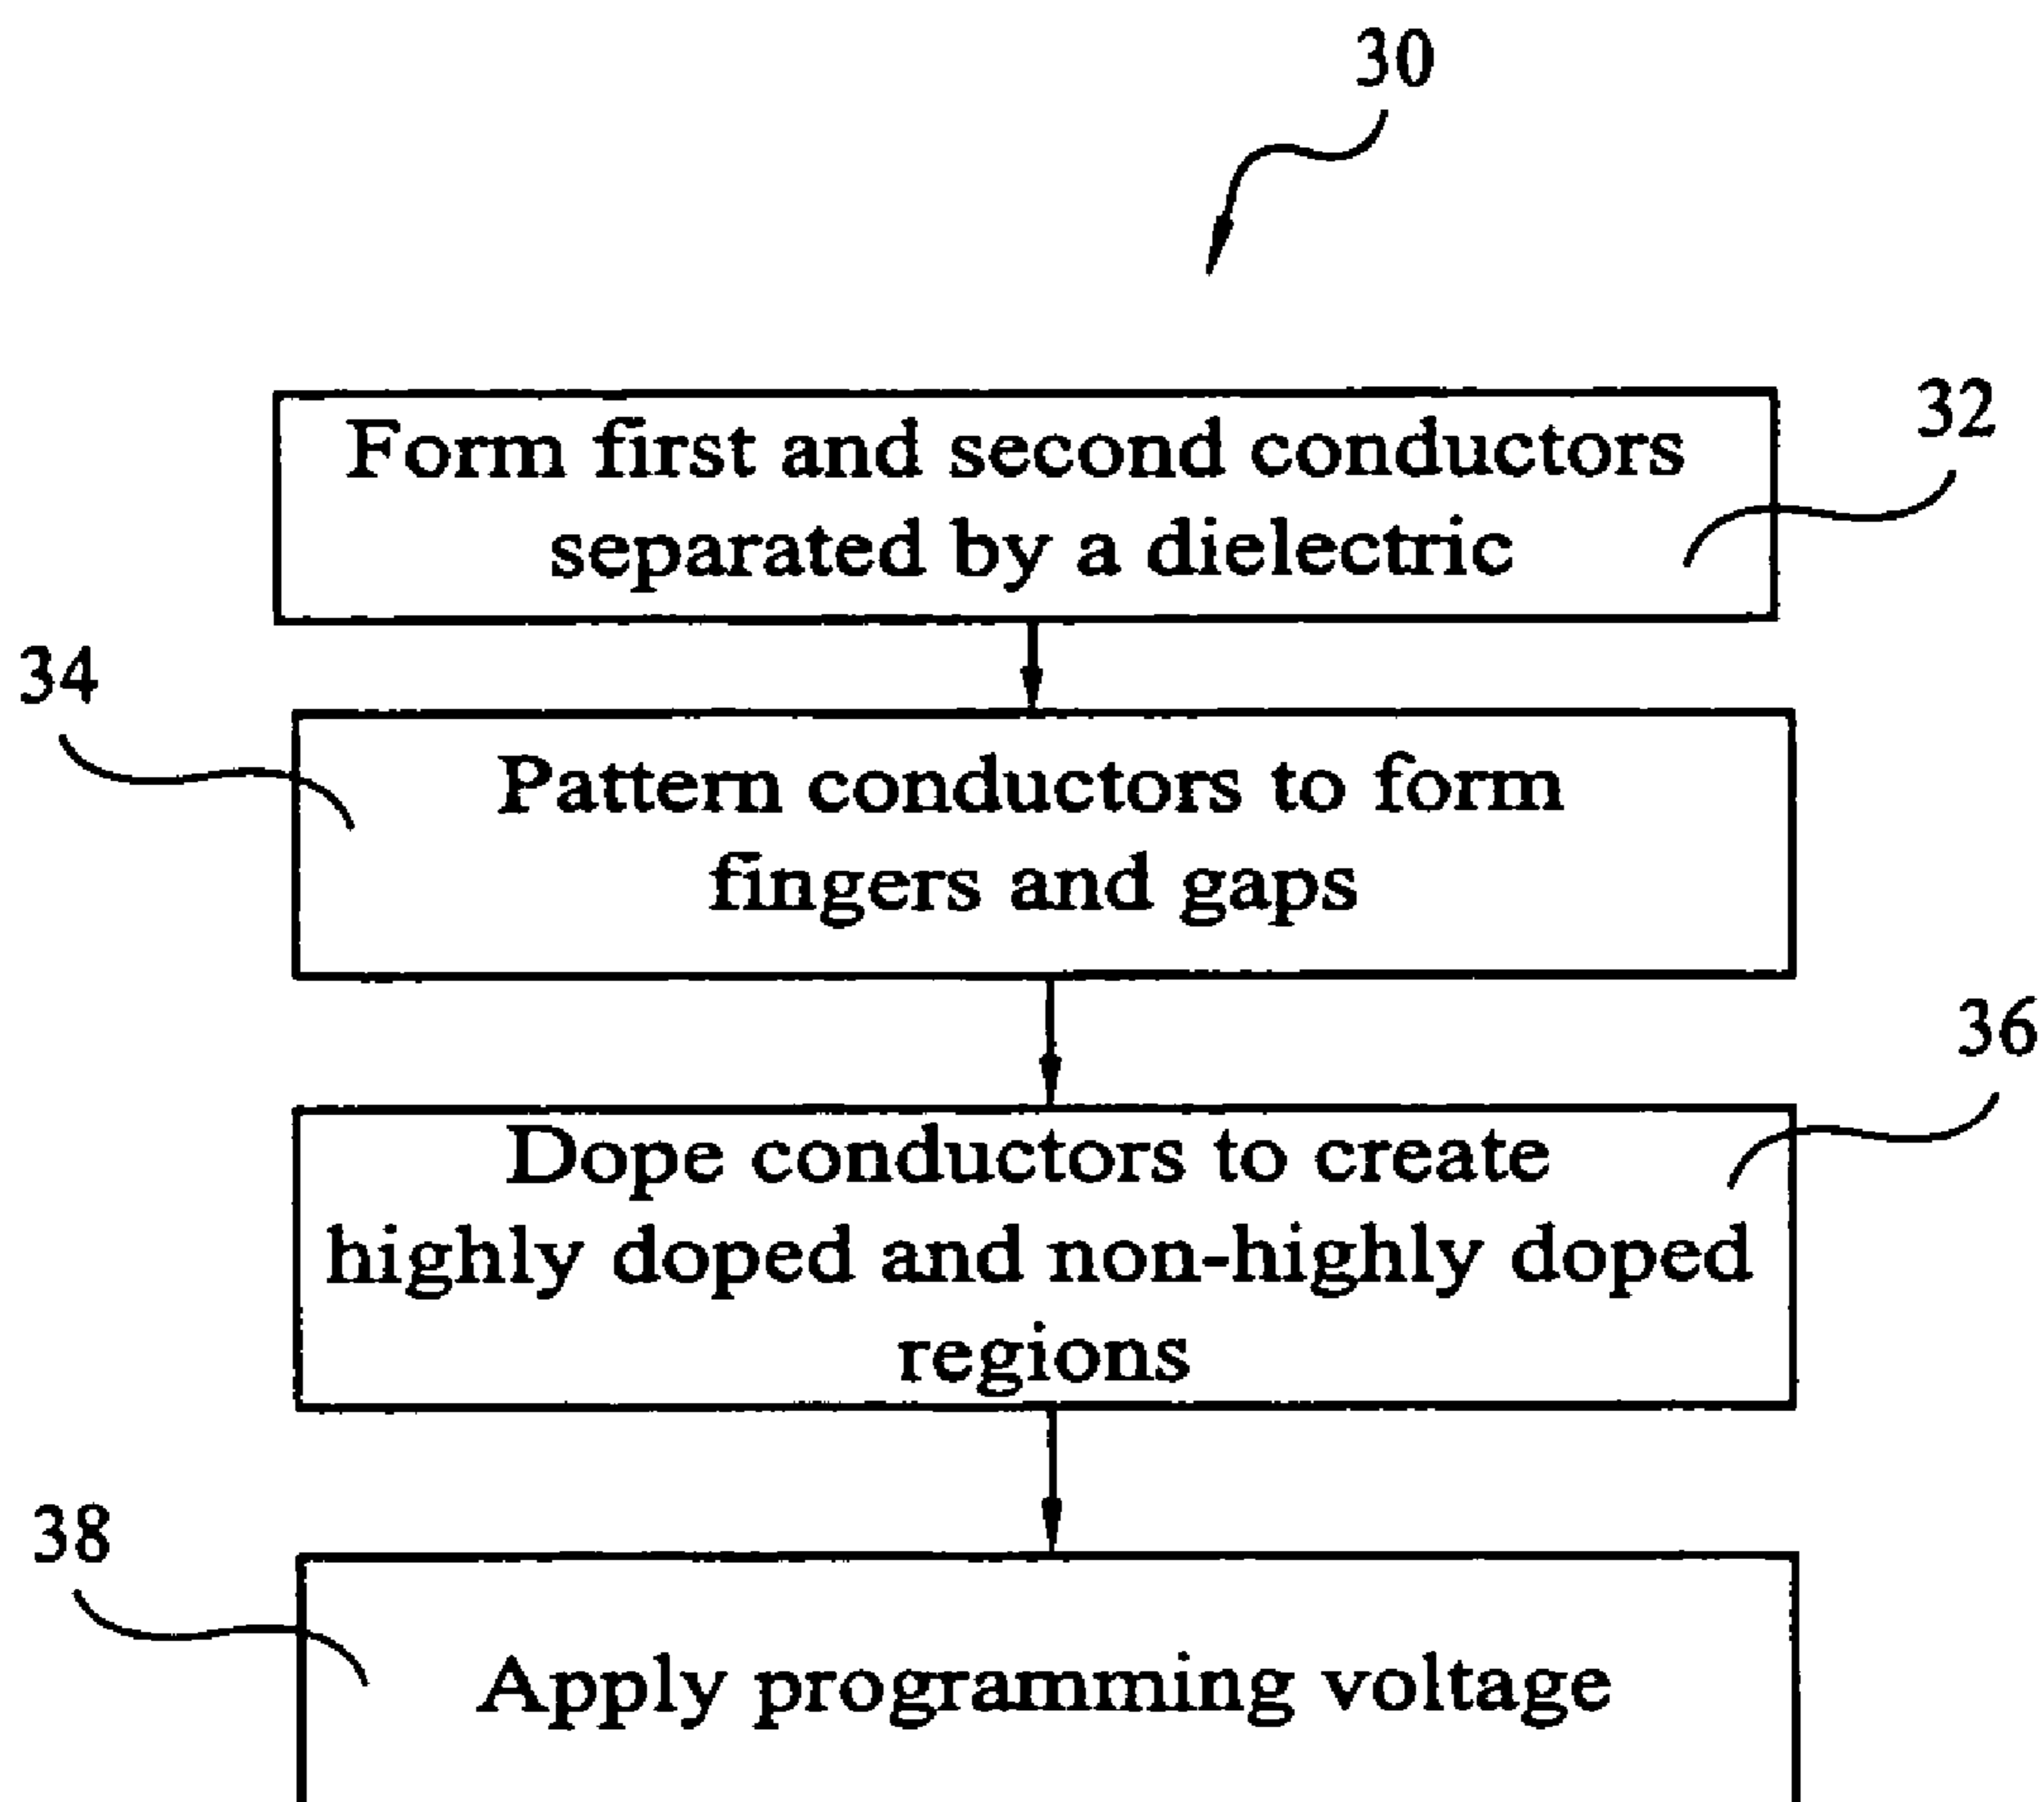 30
Form first and second conductors
separated by a dielectric
32
34
Pattern conductors to form
fingers and gaps
36
Dope conductors to create
highly doped and non-highly doped
regions
38
Apply programming voltage